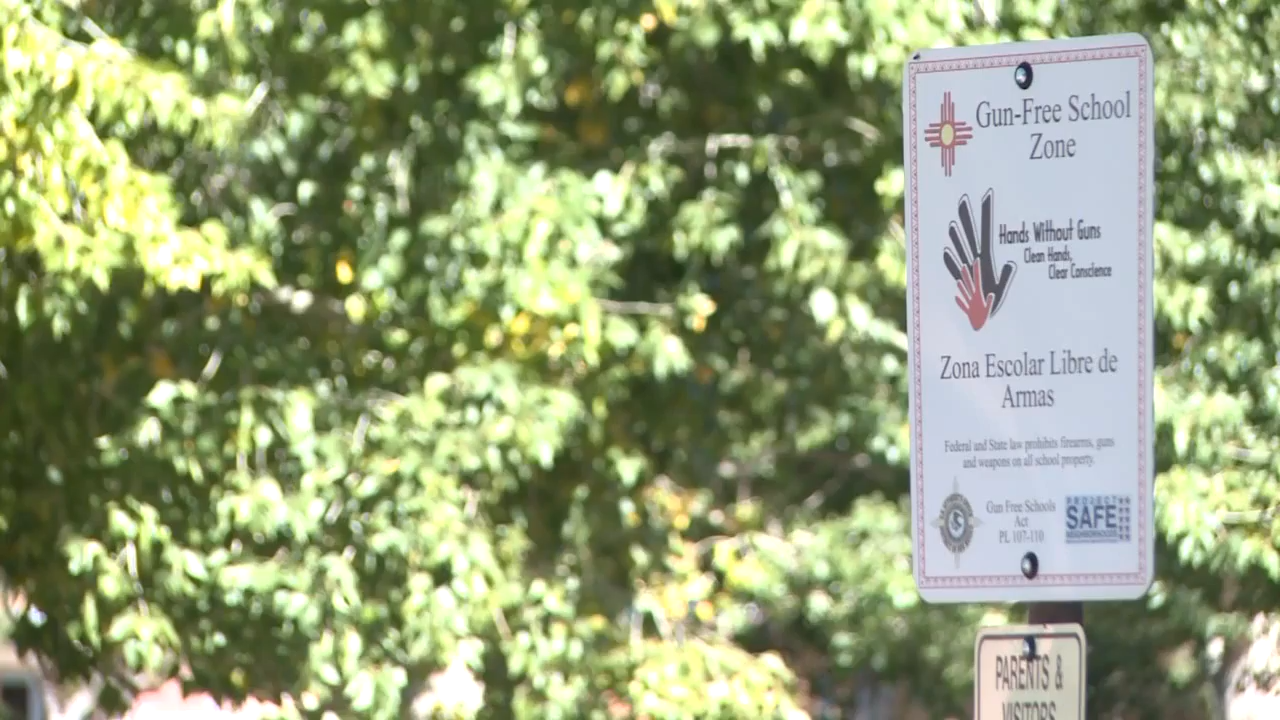 Gun-Free School
Zone
Hands Without Guns
Clean Hands,
Clear Conscience
Zona Escolar Libre de
Armas
Federal and State law prohibits firearms, guns
and weapons on all school property.
Gun Free Schools
Act
PL 107-110
PROJECT
SAFE
NEIGHBORHOODS
PARENTS &
VISITORS